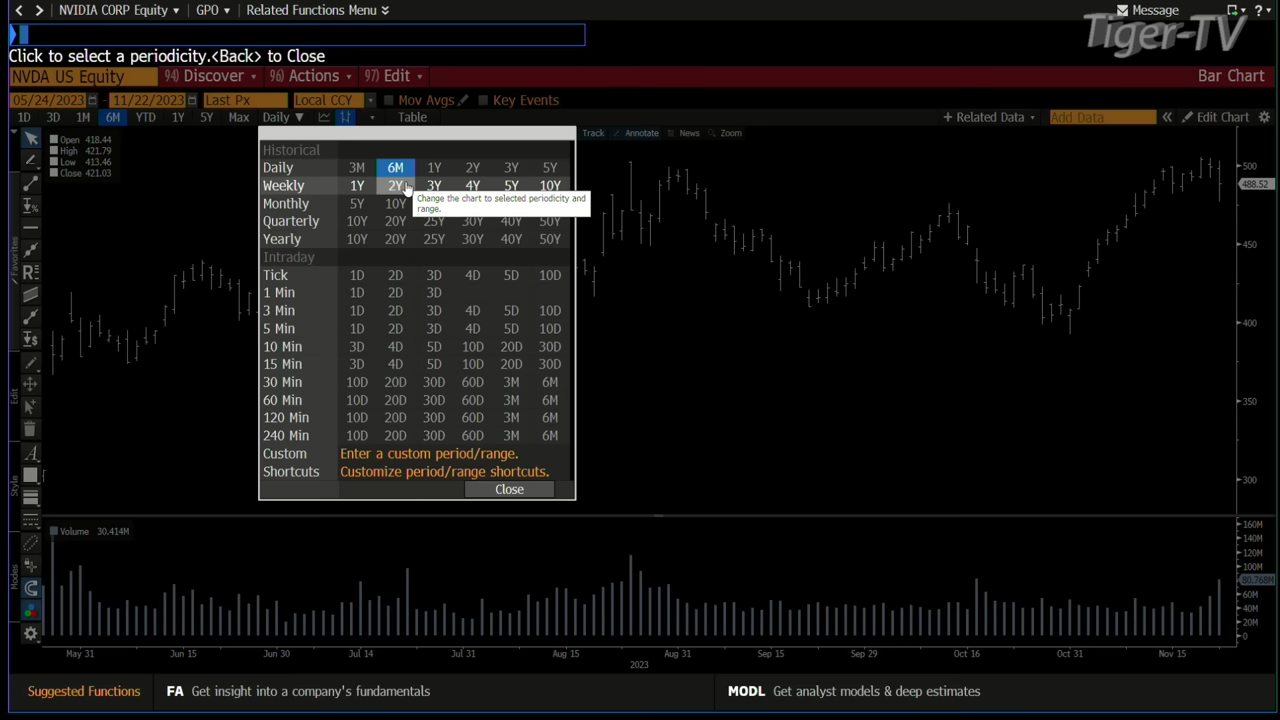 NVIDIA CORP Equity GPO Related Functions Menu Message ?
Tiger-TV
Click to select a periodicity.<Back> to Close
NVDA US Equity 94) Discover 96) Actions 97) Edit Bar Chart
05/24/2023 - 11/22/2023 Last Px Local CCY Mov Avgs Key Events
1D 3D 1M 6M YTD 1Y 5Y Max Daily Table + Related Data Add Data Edit Chart
Track Annotate News Zoom
Open 418.44
High 421.79
Low 413.46
Close 421.03
Historical
Daily 3M 6M 1Y 2Y 3Y 5Y
Weekly 1Y 2Y 3Y 4Y 5Y 10Y
Change the chart to selected periodicity and
range.
Monthly 5Y 10Y
Quarterly 10Y 20Y 25Y 30Y 40Y 50Y
Yearly 10Y 20Y 25Y 30Y 40Y 50Y
Intraday
Tick 1D 2D 3D 4D 5D 10D
1 Min 1D 2D 3D
3 Min 1D 2D 3D 4D 5D 10D
5 Min 1D 2D 3D 4D 5D 10D
10 Min 3D 4D 5D 10D 20D 30D
15 Min 3D 4D 5D 10D 20D 30D
30 Min 10D 20D 30D 60D 3M 6M
60 Min 10D 20D 30D 60D 3M 6M
120 Min 10D 20D 30D 60D 3M 6M
240 Min 10D 20D 30D 60D 3M 6M
Custom Enter a custom period/range.
Shortcuts Customize period/range shortcuts.
Close
500
488.52
450
400
350
Favorites
Edit
Style
Modes
Volume 30.414M
160M
140M
120M
100M
80.768M
60M
40M
20M
0
May 31 Jun 15 Jun 30 Jul 14 Jul 31 Aug 15 Aug 31 Sep 15 Sep 29 Oct 16 Oct 31 Nov 15
2023
Suggested Functions FA Get insight into a company's fundamentals MODL Get analyst models & deep estimates